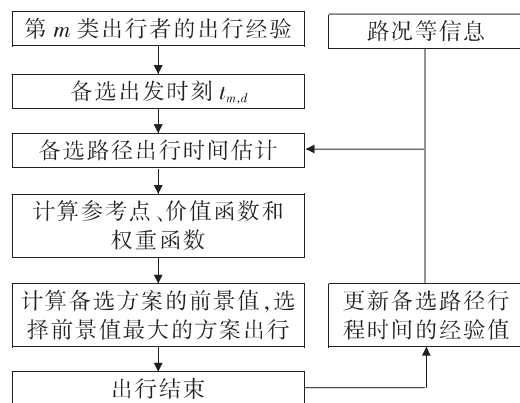 第 m 类出行者的出行经验
备选出发时刻 tm,d
备选路径出行时间估计
计算参考点、价值函数和
权重函数
计算备选方案的前景值,选
择前景值最大的方案出行
出行结束
路况等信息
更新备选路径行
程时间的经验值